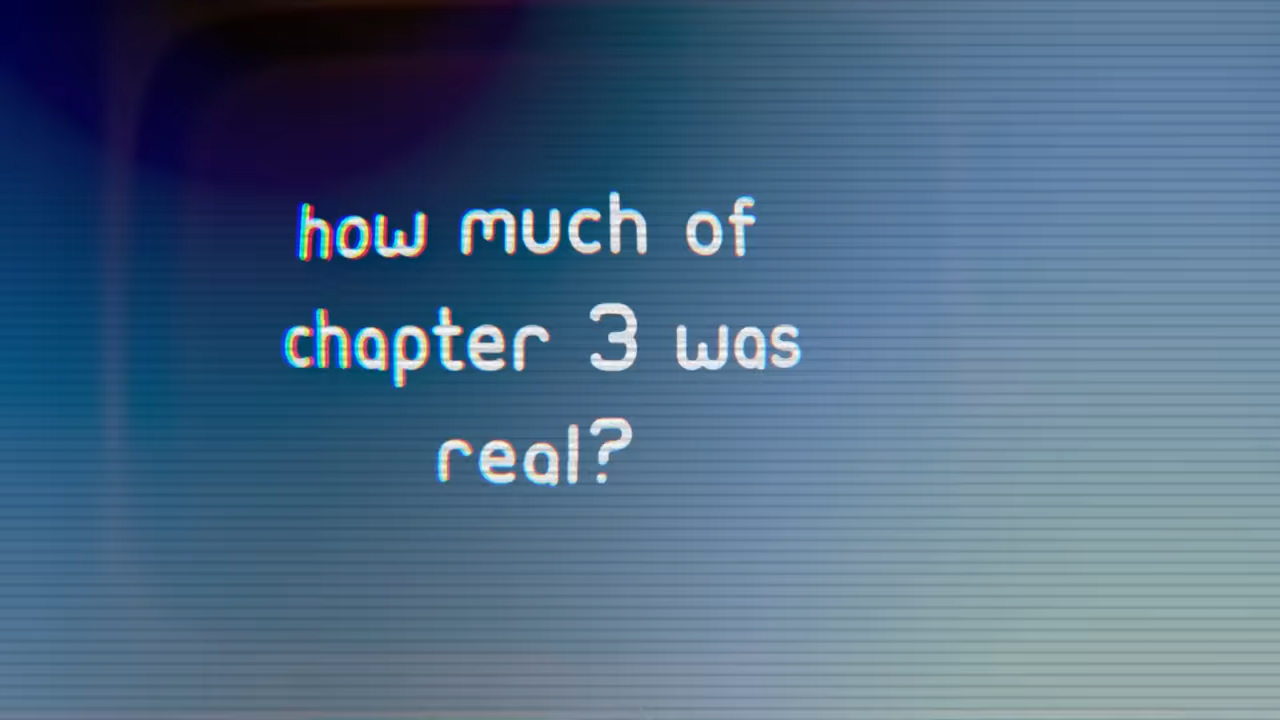 how much of
chapter 3 was
real?